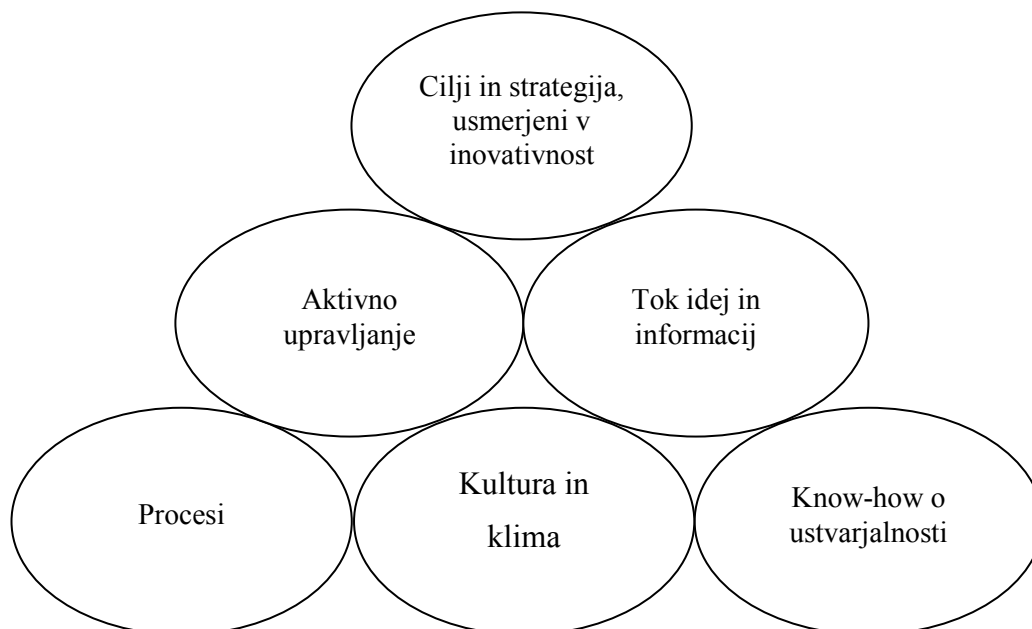 Cilji in strategija,
usmerjeni v
inovativnost
Aktivno
upravljanje
Tok idej in
informacij
Procesi
Kultura in
klima
Know-how o
ustvarjalnosti